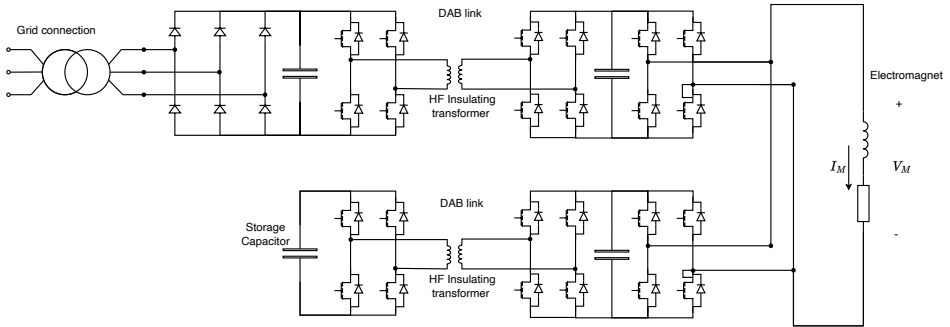 Grid connection
DAB link
HF Insulating
transformer
Electromagnet
+
I_M
V_M
-
Storage
Capacitor
DAB link
HF Insulating
transformer